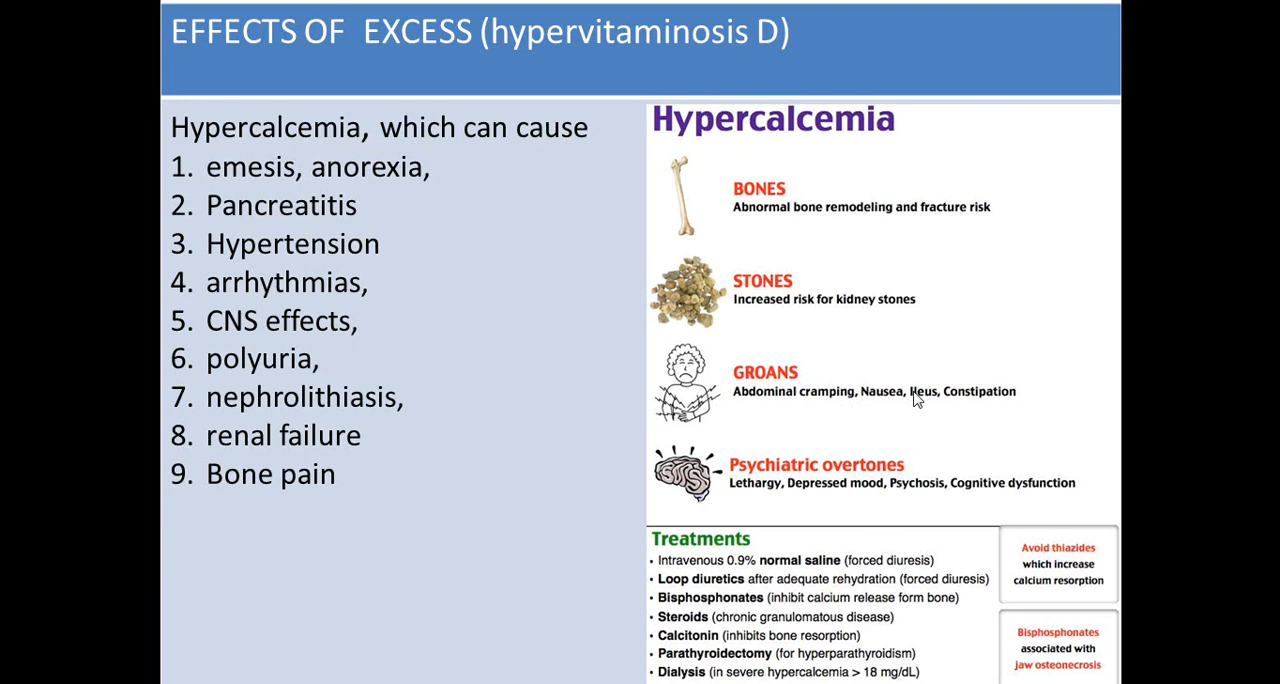 EFFECTS OF EXCESS (hypervitaminosis D)
Hypercalcemia, which can cause
1. emesis, anorexia,
2. Pancreatitis
3. Hypertension
4. arrhythmias,
5. CNS effects,
6. polyuria,
7. nephrolithiasis,
8. renal failure
9. Bone pain
Hypercalcemia
BONES
Abnormal bone remodeling and fracture risk
STONES
Increased risk for kidney stones
GROANS
Abdominal cramping, Nausea, Ileus, Constipation
Psychiatric overtones
Lethargy, Depressed mood, Psychosis, Cognitive dysfunction
Treatments
• Intravenous 0.9% normal saline (forced diuresis)
• Loop diuretics after adequate rehydration (forced diuresis)
• Bisphosphonates (inhibit calcium release form bone)
• Steroids (chronic granulomatous disease)
• Calcitonin (inhibits bone resorption)
• Parathyroidectomy (for hyperparathyroidism)
• Dialysis (in severe hypercalcemia > 18 mg/dL)
Avoid thiazides
which increase
calcium resorption
Bisphosphonates
associated with
jaw osteonecrosis